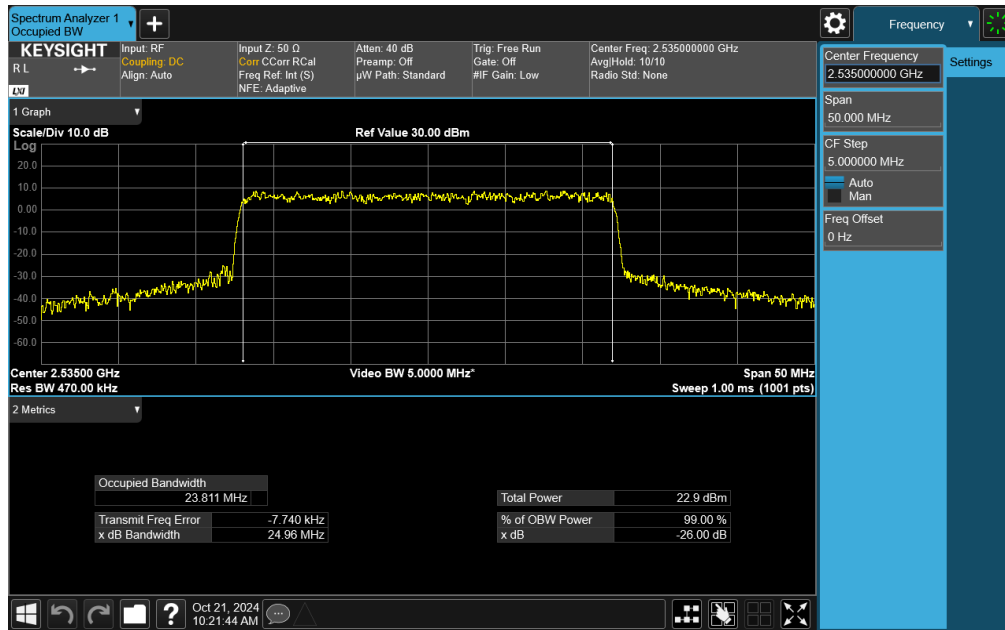 Spectrum Analyzer 1
Occupied BW
Frequency
KEYSIGHT
R L
LXI
Input: RF
Coupling: DC
Align: Auto
Input Z: 50 Ω
Corr CCorr RCal
Freq Ref: Int (S)
NFE: Adaptive
Atten: 40 dB
Preamp: Off
µW Path: Standard
Trig: Free Run
Gate: Off
#IF Gain: Low
Center Freq: 2.535000000 GHz
Avg|Hold: 10/10
Radio Std: None
Center Frequency
2.535000000 GHz
Settings
Span
50.000 MHz
CF Step
5.000000 MHz
Auto
Man
Freq Offset
0 Hz
1 Graph
Scale/Div 10.0 dB
Ref Value 30.00 dBm
Log
20.0
10.0
0.00
-10.0
-20.0
-30.0
-40.0
-50.0
-60.0
Center 2.53500 GHz
Video BW 5.0000 MHz*
Span 50 MHz
Res BW 470.00 kHz
Sweep 1.00 ms (1001 pts)
2 Metrics
Occupied Bandwidth
23.811 MHz
Total Power 22.9 dBm
Transmit Freq Error -7.740 kHz
% of OBW Power 99.00 %
x dB Bandwidth 24.96 MHz
x dB -26.00 dB
?
Oct 21, 2024
10:21:44 AM